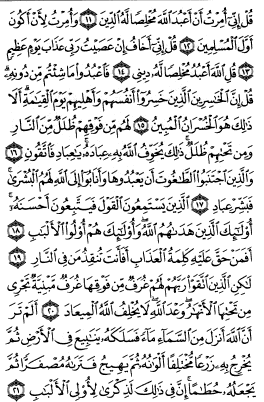 قُلْ إِنِّىٓ أُمِرْتُ أَنْ أَعْبُدَ ٱللَّهَ مُخْلِصًا لَّهُ ٱلدِّينَ ١١ وَأُمِرْتُ لِأَنْ أَكُونَ
أَوَّلَ ٱلْمُسْلِمِينَ ١٢ قُلْ إِنِّىٓ أَخَافُ إِنْ عَصَيْتُ رَبِّى عَذَابَ يَوْمٍ عَظِيمٍ
١٣ قُلِ ٱللَّهَ أَعْبُدُ مُخْلِصًا لَّهُۥ دِينِى ١٤ فَٱعْبُدُوا۟ مَا شِئْتُم مِّن دُونِهِۦ
قُلْ إِنَّ ٱلْخَٰسِرِينَ ٱلَّذِينَ خَسِرُوٓا۟ أَنفُسَهُمْ وَأَهْلِيهِمْ يَوْمَ ٱلْقِيَٰمَةِ أَلَا
ذَٰلِكَ هُوَ ٱلْخُسْرَانُ ٱلْمُبِينُ ١٥ لَهُم مِّن فَوْقِهِمْ ظُلَلٌ مِّنَ ٱلنَّارِ
وَمِن تَحْتِهِمْ ظُلَلٌ ذَٰلِكَ يُخَوِّفُ ٱللَّهُ بِهِۦ عِبَادَهُۥ يَٰعِبَادِ فَٱتَّقُونِ
١٦ وَٱلَّذِينَ ٱجْتَنَبُوا۟ ٱلطَّٰغُوتَ أَن يَعْبُدُوهَا وَأَنَابُوٓا۟ إِلَى ٱللَّهِ لَهُمُ ٱلْبُشْرَىٰ
فَبَشِّرْ عِبَادِ ١٧ ٱلَّذِينَ يَسْتَمِعُونَ ٱلْقَوْلَ فَيَتَّبِعُونَ أَحْسَنَهُۥٓ
أُو۟لَٰٓئِكَ ٱلَّذِينَ هَدَىٰهُمُ ٱللَّهُ وَأُو۟لَٰٓئِكَ هُمْ أُو۟لُوا۟ ٱلْأَلْبَٰبِ ١٨
أَفَمَنْ حَقَّ عَلَيْهِ كَلِمَةُ ٱلْعَذَابِ أَفَأَنتَ تُنقِذُ مَن فِى ٱلنَّارِ ١٩
لَٰكِنِ ٱلَّذِينَ ٱتَّقَوْا۟ رَبَّهُمْ لَهُمْ غُرَفٌ مِّن فَوْقِهَا غُرَفٌ مَّبْنِيَّةٌ تَجْرِى
مِن تَحْتِهَا ٱلْأَنْهَٰرُ وَعْدَ ٱللَّهِ لَا يُخْلِفُ ٱللَّهُ ٱلْمِيعَادَ ٢٠ أَلَمْ تَرَ
أَنَّ ٱللَّهَ أَنزَلَ مِنَ ٱلسَّمَآءِ مَآءً فَسَلَكَهُۥ يَنَٰبِيعَ فِى ٱلْأَرْضِ ثُمَّ
يُخْرِجُ بِهِۦ زَرْعًا مُّخْتَلِفًا أَلْوَٰنُهُۥ ثُمَّ يَهِيجُ فَتَرَىٰهُ مُصْفَرًّا ثُمَّ
يَجْعَلُهُۥ حُطَٰمًا إِنَّ فِى ذَٰلِكَ لَذِكْرَىٰ لِأُو۟لِى ٱلْأَلْبَٰبِ ٢١